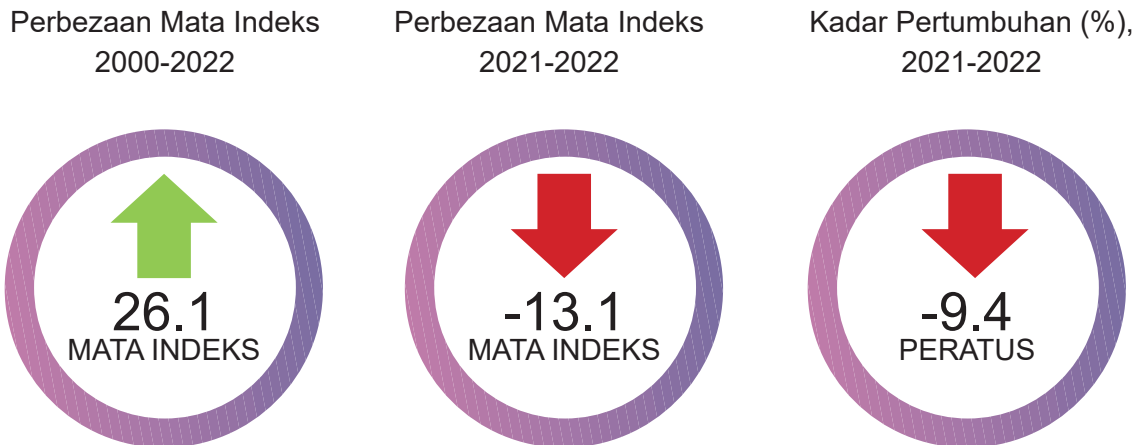 Perbezaan Mata Indeks
2000-2022
26.1
MATA INDEKS
Perbezaan Mata Indeks
2021-2022
-13.1
MATA INDEKS
Kadar Pertumbuhan (%),
2021-2022
-9.4
PERATUS